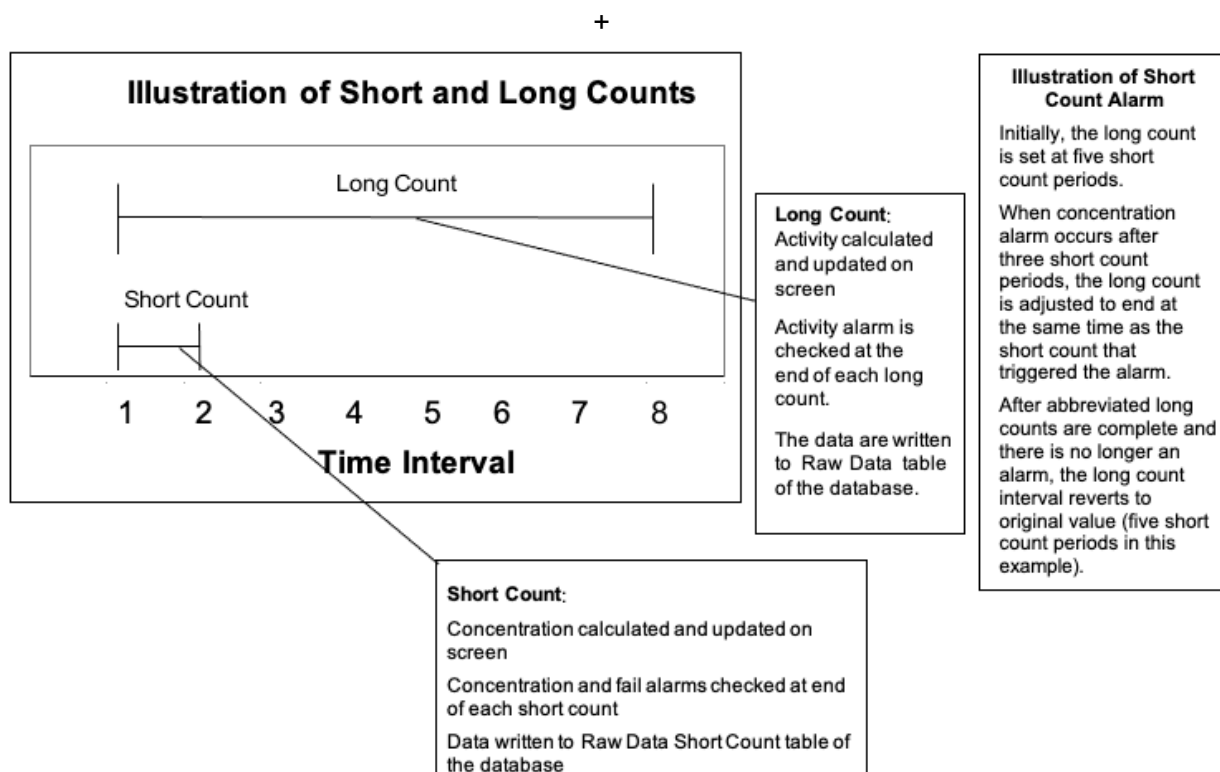 +
Illustration of Short and Long Counts
Long Count
Short Count
1 2 3 4 5 6 7 8
Time Interval
Long Count:
Activity calculated
and updated on
screen
Activity alarm is
checked at the
end of each long
count.
The data are written
to Raw Data table
of the database.
Short Count:
Concentration calculated and updated on
screen
Concentration and fail alarms checked at end
of each short count
Data written to Raw Data Short Count table of
the database
Illustration of Short
Count Alarm
Initially, the long count
is set at five short
count periods.
When concentration
alarm occurs after
three short count
periods, the long count
is adjusted to end at
the same time as the
short count that
triggered the alarm.
After abbreviated long
counts are complete and
there is no longer an
alarm, the long count
interval reverts to
original value (five short
count periods in this
example).